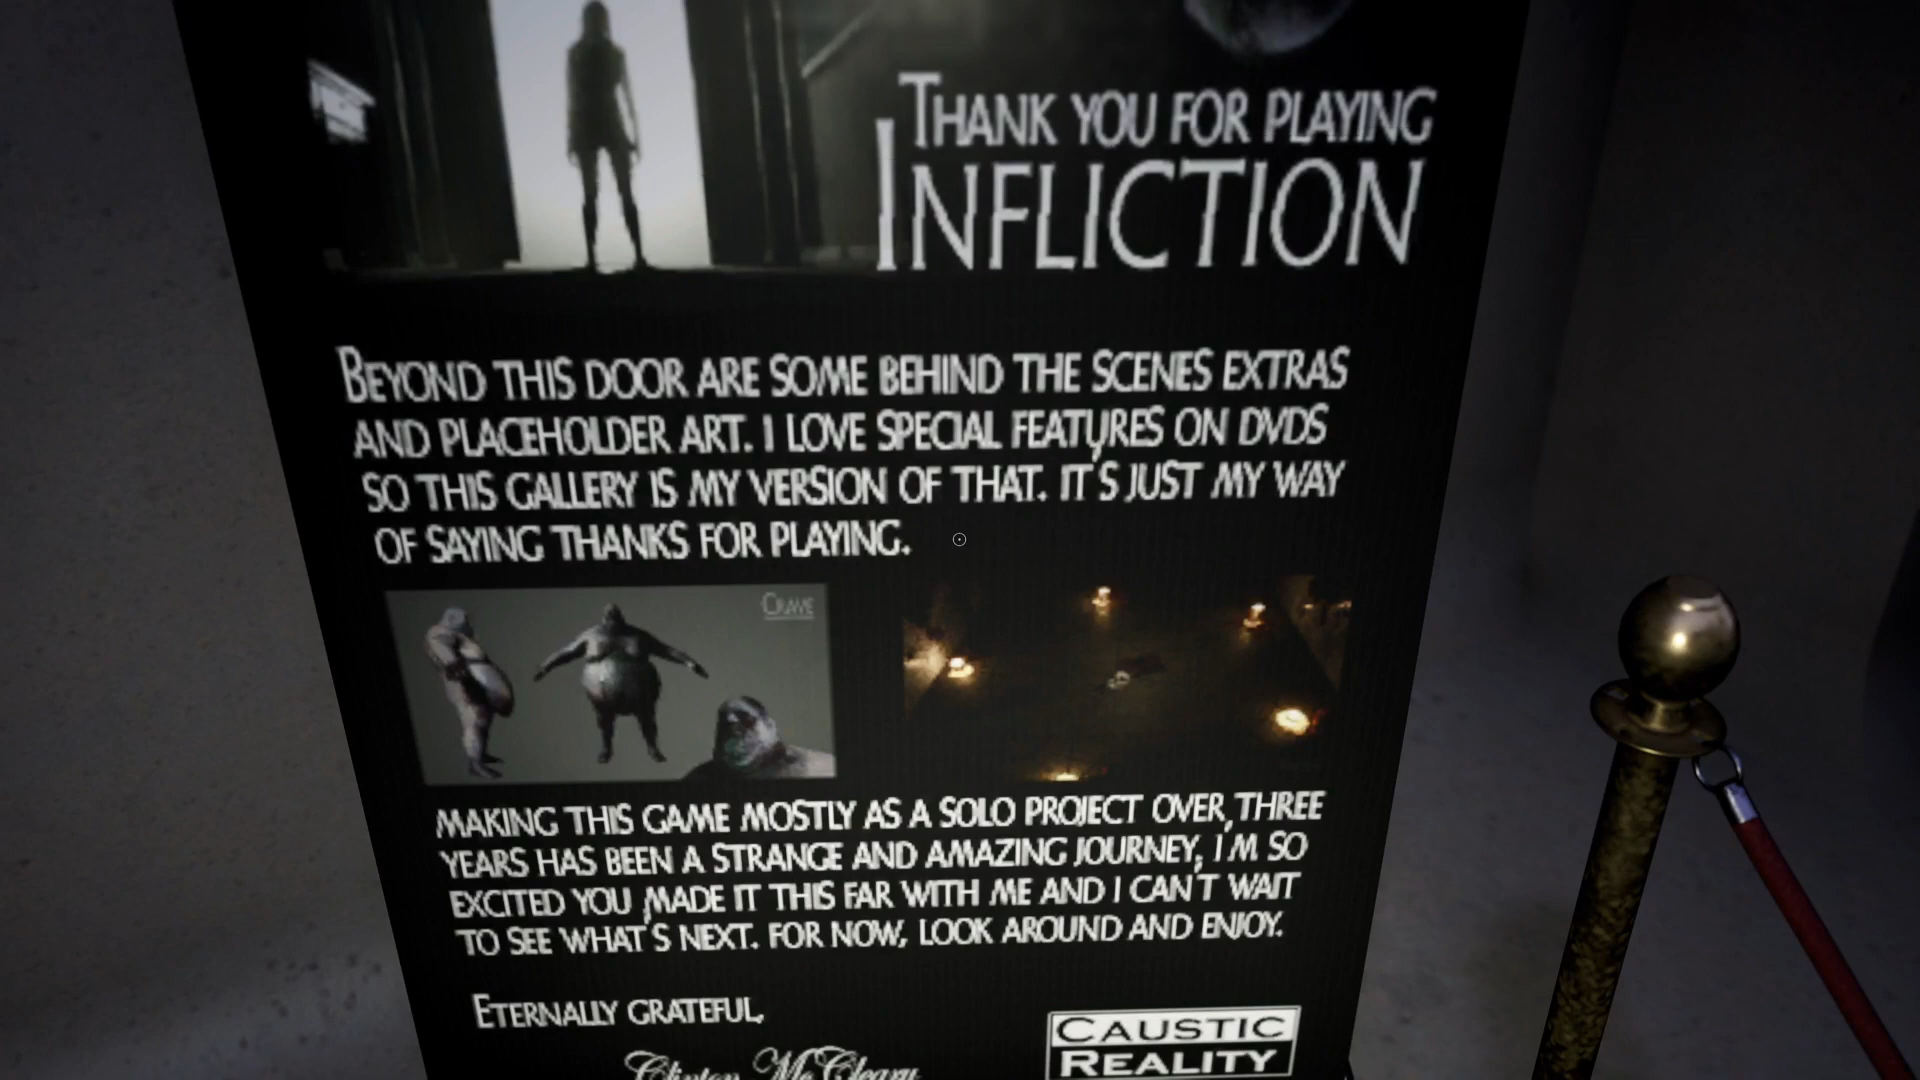 THANK YOU FOR PLAYING
INFLICTION
BEYOND THIS DOOR ARE SOME BEHIND THE SCENES EXTRAS
AND PLACEHOLDER ART. I LOVE SPECIAL FEATURES ON DVDS
SO THIS GALLERY IS MY VERSION OF THAT. IT'S JUST MY WAY
OF SAYING THANKS FOR PLAYING.
CRAVE
MAKING THIS GAME MOSTLY AS A SOLO PROJECT OVER THREE
YEARS HAS BEEN A STRANGE AND AMAZING JOURNEY, I'M SO
EXCITED YOU MADE IT THIS FAR WITH ME AND I CAN'T WAIT
TO SEE WHAT'S NEXT. FOR NOW, LOOK AROUND AND ENJOY.
ETERNALLY GRATEFUL,
Clinton McCleary
CAUSTIC
REALITY